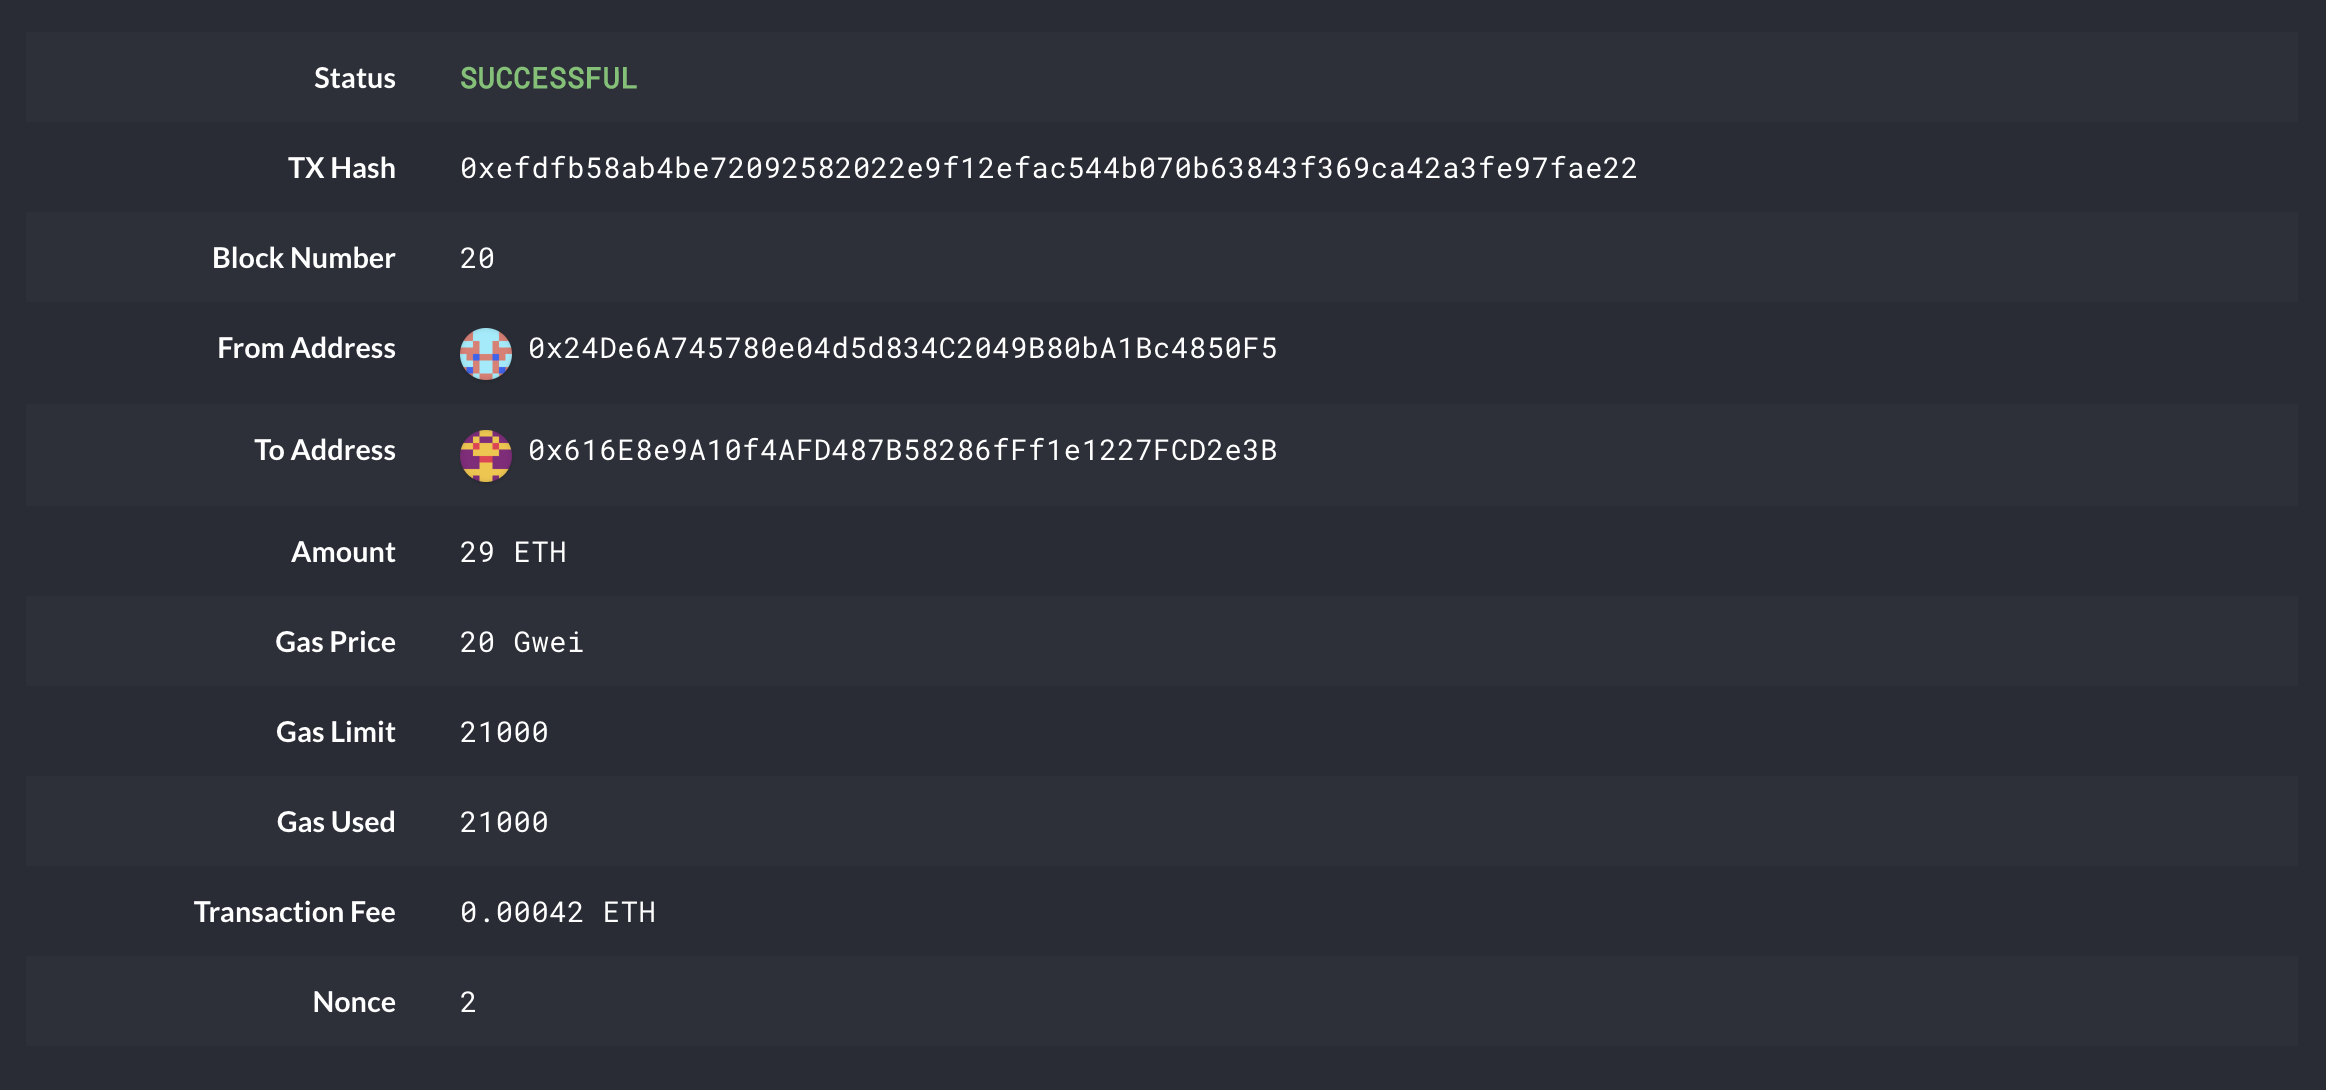 Status SUCCESSFUL
TX Hash 0xefdfb58ab4be72092582022e9f12efac544b070b63843f369ca42a3fe97fae22
Block Number 20
From Address 0x24De6A745780e04d5d834C2049B80bA1Bc4850F5
To Address 0x616E8e9A10f4AFD487B58286fFf1e1227FCD2e3B
Amount 29 ETH
Gas Price 20 Gwei
Gas Limit 21000
Gas Used 21000
Transaction Fee 0.00042 ETH
Nonce 2